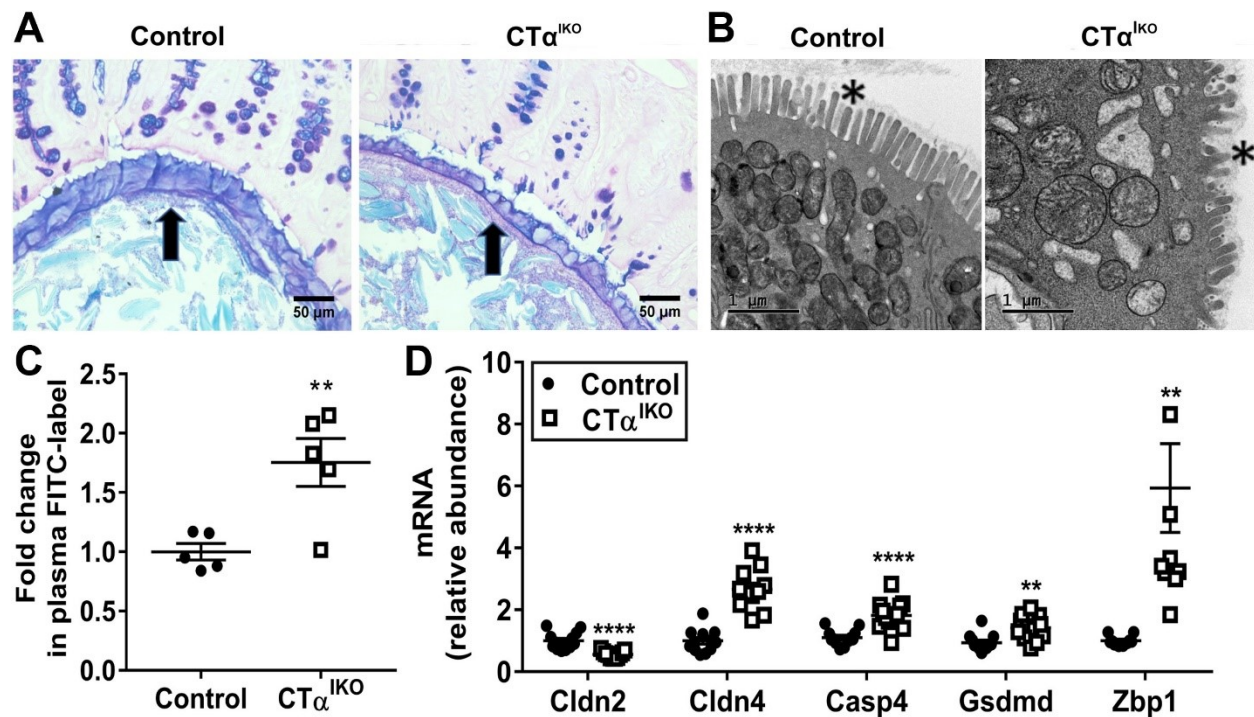 A
Control
CTα^IKO
50 µm
50 µm
B
Control
CTα^IKO
*
*
1 µm
1 µm
C
Fold change
in plasma FITC-label
2.5
2.0
1.5
1.0
0.5
0.0
**
Control
CTα^IKO
D
mRNA
(relative abundance)
10
8
6
4
2
0
Control
CTα^IKO
****
****
****
**
**
Cldn2
Cldn4
Casp4
Gsdmd
Zbp1